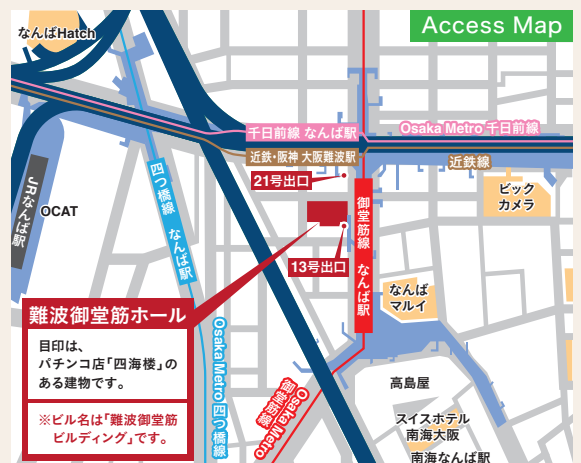 Access Map
なんばHatch
千日前線 なんば駅
Osaka Metro 千日前線
近鉄・阪神 大阪難波駅
近鉄線
21号出口
ビック
カメラ
四つ橋線 なんば駅
御堂筋線 なんば駅
JRなんば駅
OCAT
13号出口
なんば
マルイ
難波御堂筋ホール
目印は、
パチンコ店「四海楼」の
ある建物です。
※ビル名は「難波御堂筋
ビルディング」です。
Osaka Metro 四つ橋線
Osaka Metro
御堂筋線
高島屋
スイスホテル
南海大阪
南海なんば駅